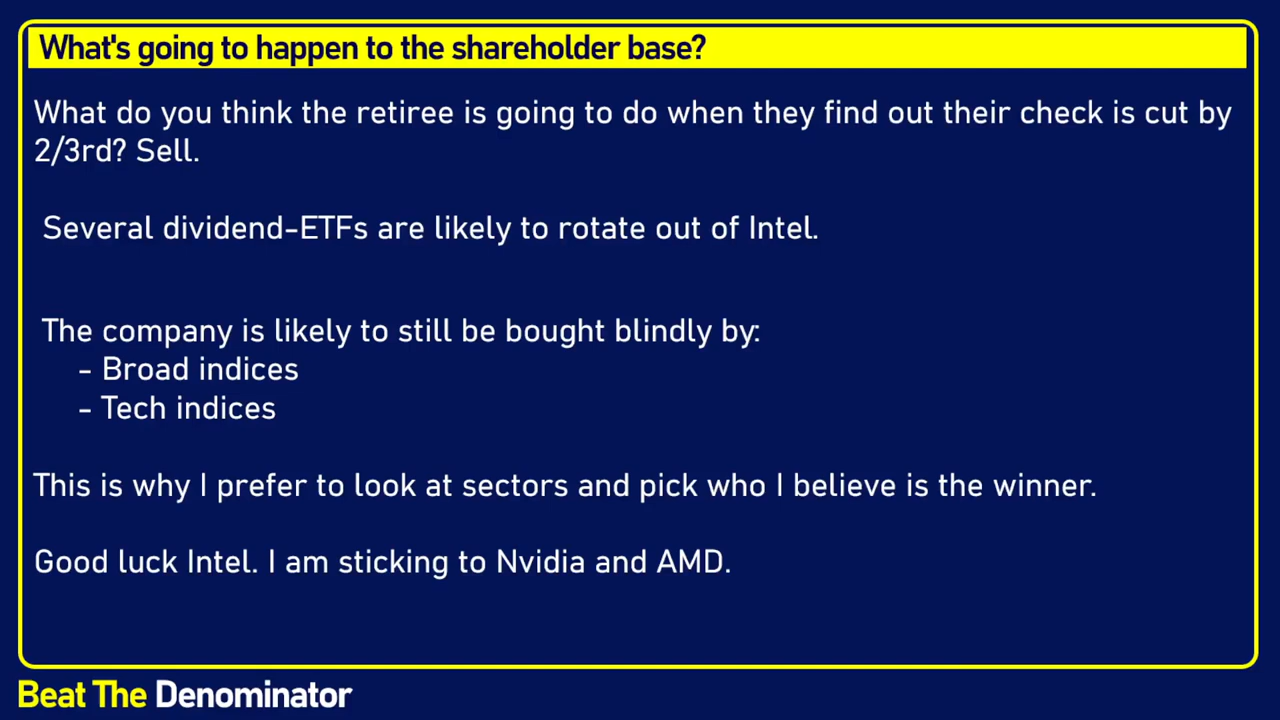 What's going to happen to the shareholder base?
What do you think the retiree is going to do when they find out their check is cut by
2/3rd? Sell.
Several dividend-ETFs are likely to rotate out of Intel.
The company is likely to still be bought blindly by:
- Broad indices
- Tech indices
This is why I prefer to look at sectors and pick who I believe is the winner.
Good luck Intel. I am sticking to Nvidia and AMD.
Beat The Denominator